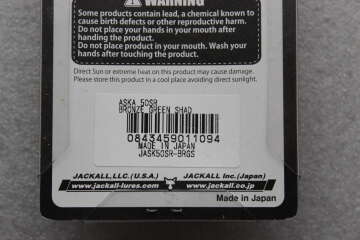 WARNING
Some products contain lead, a chemical known to
cause birth defects or other reproductive harm.
Do not place your hands in your mouth after
handling the product.
Do not place product in your mouth. Wash your
hands after touching the product.
Direct Sun or extreme heat on this product may cause damage.
Please store this product in a cool place avoiding direct sunlight.
ASKA 50SR
BRONZE GREEN SHAD
0843459011094
MADE IN JAPAN
JASK50SR-BRGS
JACKALL, LLC. (U.S.A.) JACKALL Inc. (Japan)
www.jackall-lures.com www.jackall.co.jp
Made in Japan